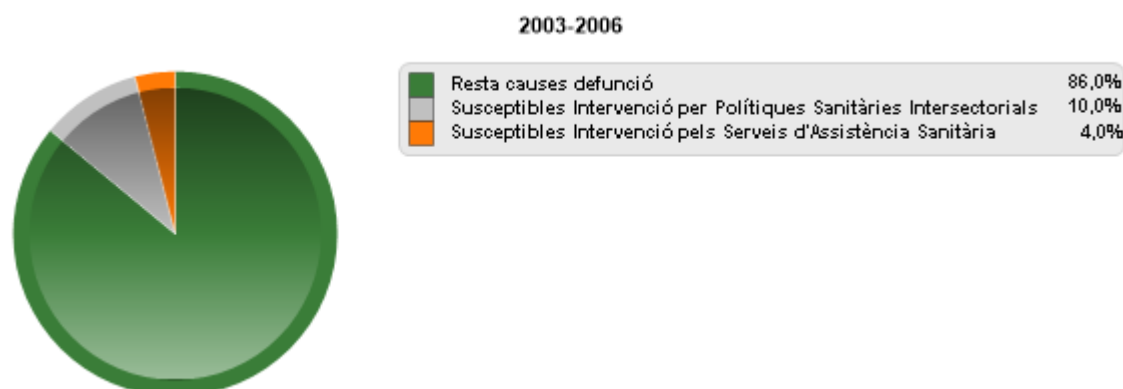 2003-2006
Resta causes defunció 86,0%
Susceptibles Intervenció per Polítiques Sanitàries Intersectorials 10,0%
Susceptibles Intervenció pels Serveis d'Assistència Sanitària 4,0%